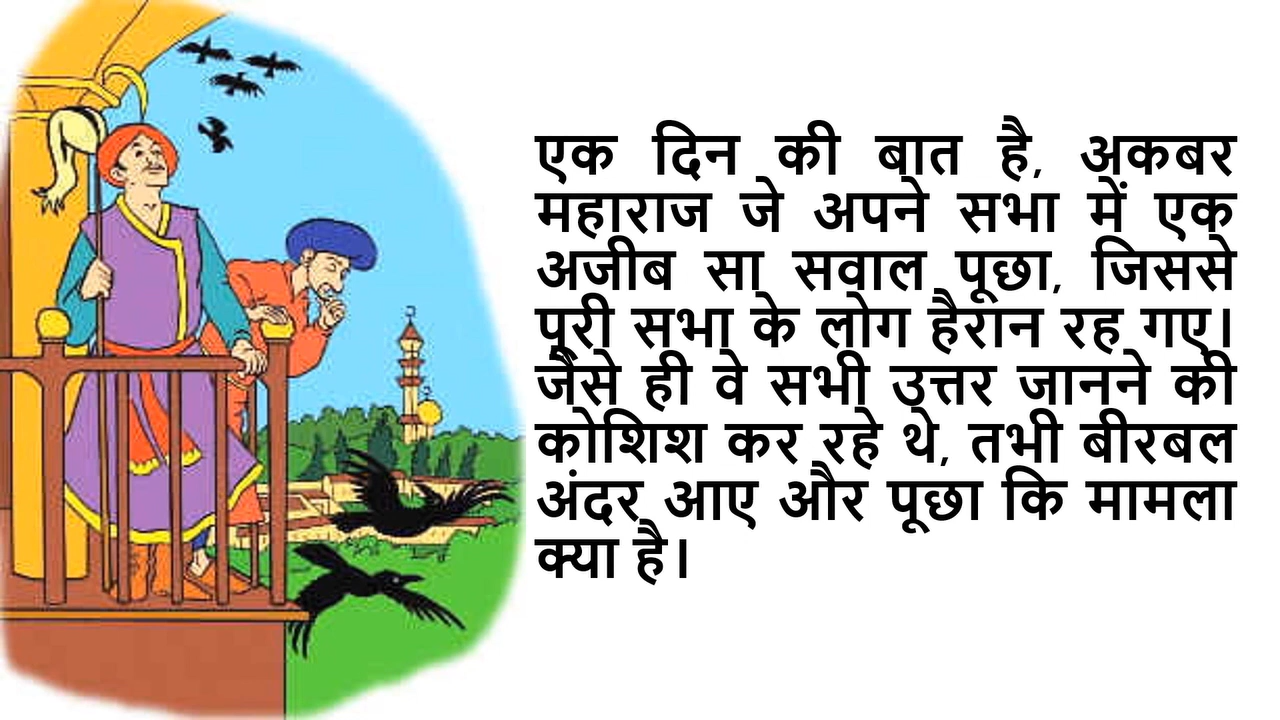 एक दिन की बात है, अकबर
महाराज जे अपने सभा में एक
अजीब सा सवाल पूछा, जिससे
पूरी सभा के लोग हैरान रह गए।
जैसे ही वे सभी उत्तर जानने की
कोशिश कर रहे थे, तभी बीरबल
अंदर आए और पूछा कि मामला
क्या है।